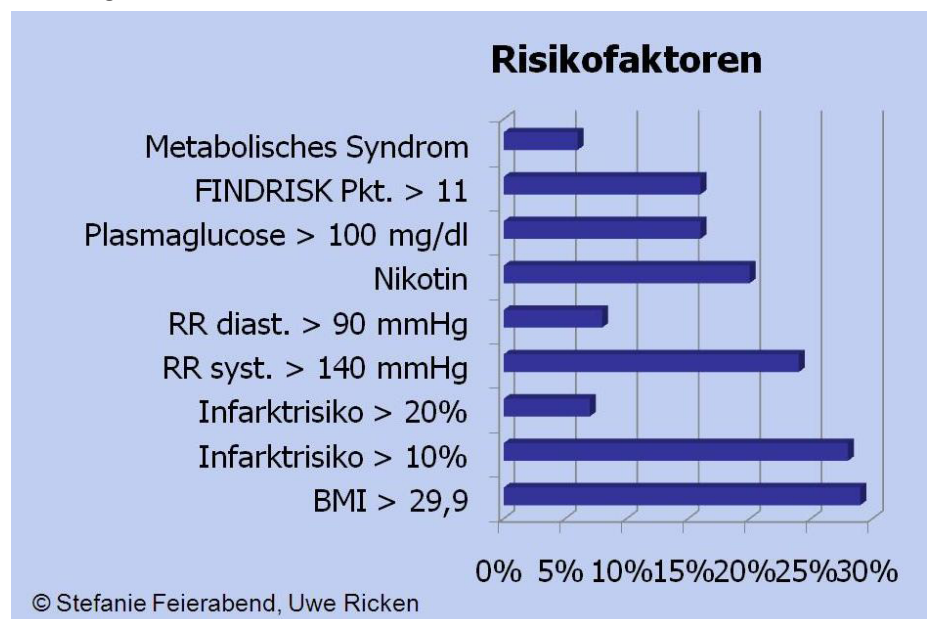 Risikofaktoren
Metabolisches Syndrom
FINDRISK Pkt. > 11
Plasmaglucose > 100 mg/dl
Nikotin
RR diast. > 90 mmHg
RR syst. > 140 mmHg
Infarktrisiko > 20%
Infarktrisiko > 10%
BMI > 29,9
0% 5% 10%15%20%25%30%
© Stefanie Feierabend, Uwe Ricken